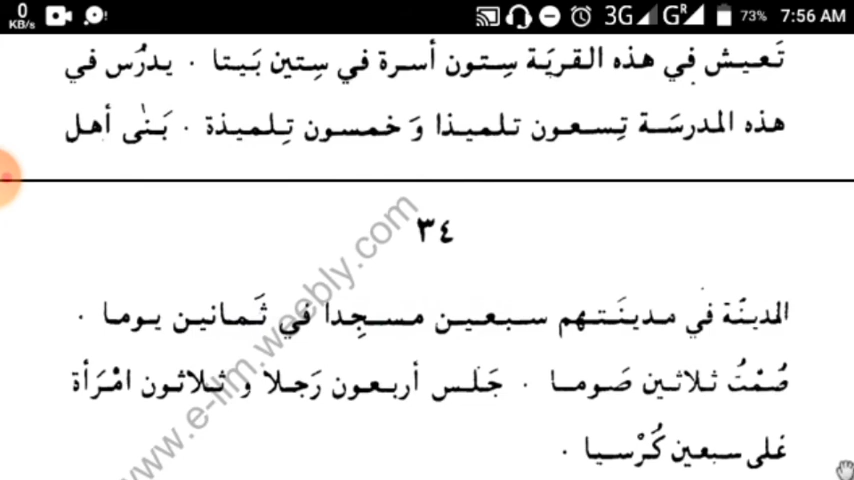 0 KB/s 3G GR 73% 7:56 AM
تَعيش في هذه القريَة سِتون أسرة في سِتين بَيتا . يدرُس في
هذه المدرسَة تِسعون تلميذا وَ خمسون تِلميذة . بَنٰى أهل
٣٤
المدينَة في مدينَتهم سبعين مسجِدا في ثَمانين يوما .
صُمْتُ ثلاثين صَوما . جَلس أربعون رَجلا و ثلاثون امْرَأة
عَلى سبعين كُرْسيا .
www.e-ilm.weebly.com